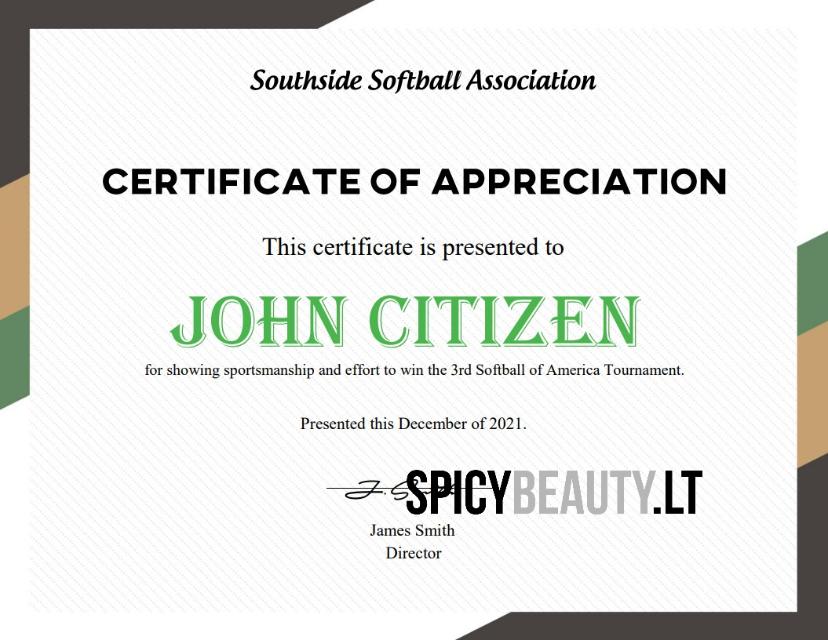 Southside Softball Association
CERTIFICATE OF APPRECIATION
This certificate is presented to
JOHN CITIZEN
for showing sportsmanship and effort to win the 3rd Softball of America Tournament.
Presented this December of 2021.
SPICYBEAUTY.LT
James Smith
Director